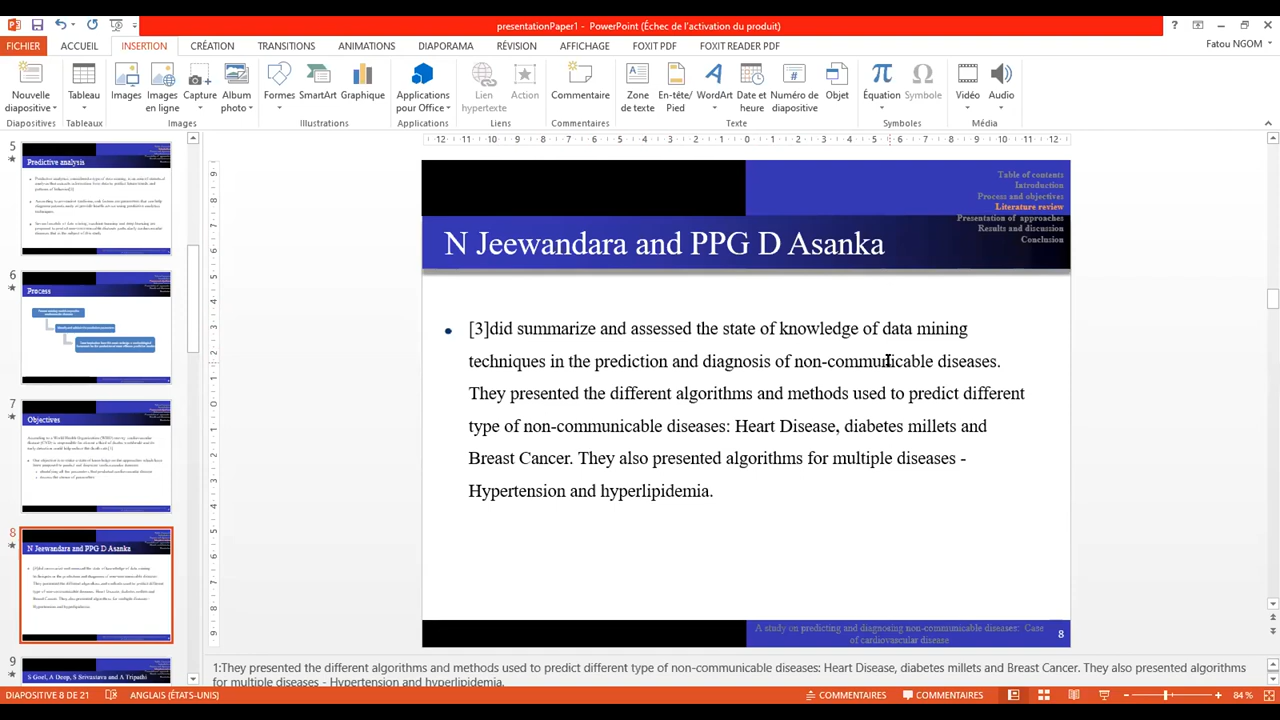 presentationPaper1 - PowerPoint (Échec de l'activation du produit)
FICHIER ACCUEIL INSERTION CRÉATION TRANSITIONS ANIMATIONS DIAPORAMA RÉVISION AFFICHAGE FOXIT PDF FOXIT READER PDF Fatou NGOM
Nouvelle diapositive Tableau Images Images en ligne Capture Album photo Formes SmartArt Graphique Applications pour Office Lien hypertexte Action Commentaire Zone de texte En-tête/ Pied WordArt Date et heure Numéro de diapositive Objet Équation Symbole Vidéo Audio
Diapositives Tableaux Images Illustrations Applications Liens Commentaires Texte Symboles Média
5
Predictive analysis
6
Process
7
Objectives
8
N Jeewandara and PPG D Asanka
9
S Goel, A Deep, S Srivastava and A Tripathi
Table of contents
Introduction
Process and objectives
Literature review
Presentation of approaches
Results and discussion
Conclusion
N Jeewandara and PPG D Asanka
• [3]did summarize and assessed the state of knowledge of data mining
techniques in the prediction and diagnosis of non-communicable diseases.
They presented the different algorithms and methods used to predict different
type of non-communicable diseases: Heart Disease, diabetes millets and
Breast Cancer. They also presented algorithms for multiple diseases -
Hypertension and hyperlipidemia.
A study on predicting and diagnosing non-communicable diseases: Case
of cardiovascular disease
8
1:They presented the different algorithms and methods used to predict different type of non-communicable diseases: Heart Disease, diabetes millets and Breast Cancer. They also presented algorithms
for multiple diseases - Hypertension and hyperlipidemia.
DIAPOSITIVE 8 DE 21 ANGLAIS (ÉTATS-UNIS) COMMENTAIRES COMMENTAIRES 84 %